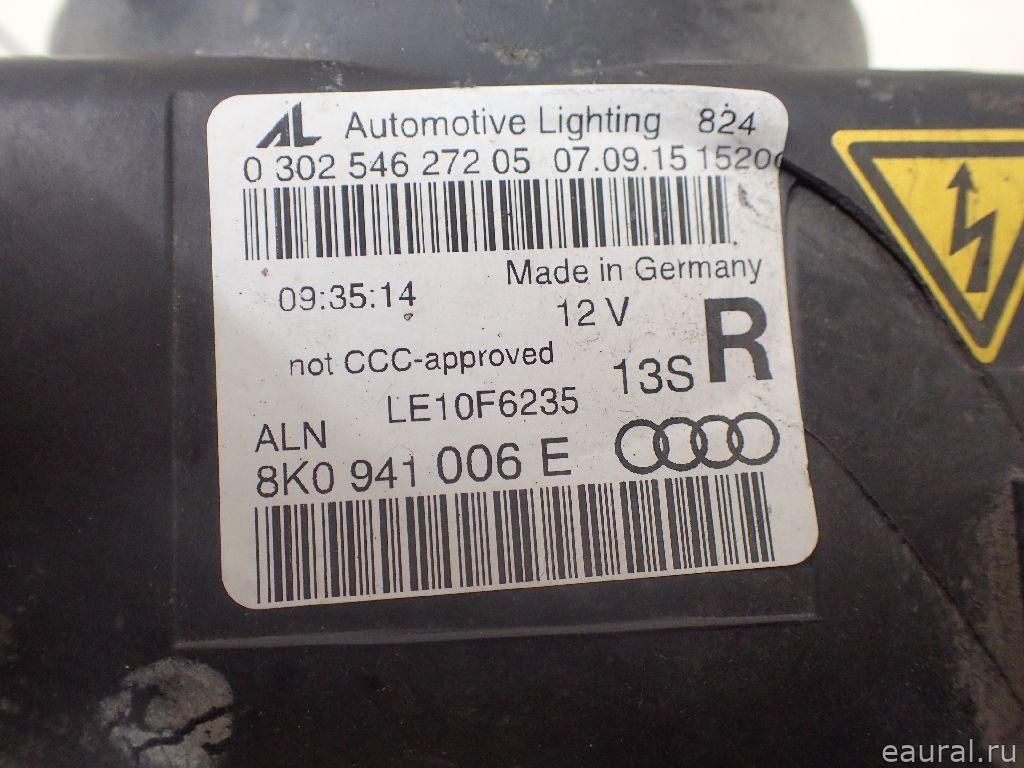 AL Automotive Lighting 824
0 302 546 272 05 07.09.15 15200
Made in Germany
09:35:14
12 V
R
not CCC-approved
13S
LE10F6235
ALN
8K0 941 006 E
eaural.ru